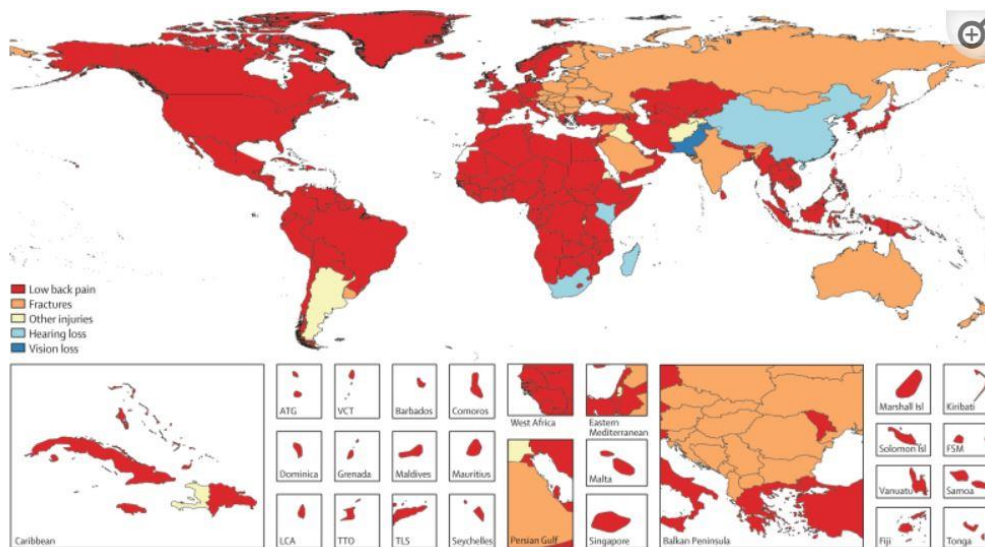 Low back pain
Fractures
Other injuries
Hearing loss
Vision loss
Caribbean
ATG
VCT
Barbados
Comoros
Dominica
Grenada
Maldives
Mauritius
LCA
TTO
TLS
Seychelles
West Africa
Eastern
Mediterranean
Persian Gulf
Malta
Singapore
Balkan Peninsula
Marshall Isl
Kiribati
Solomon Isl
FSM
Vanuatu
Samoa
Fiji
Tonga